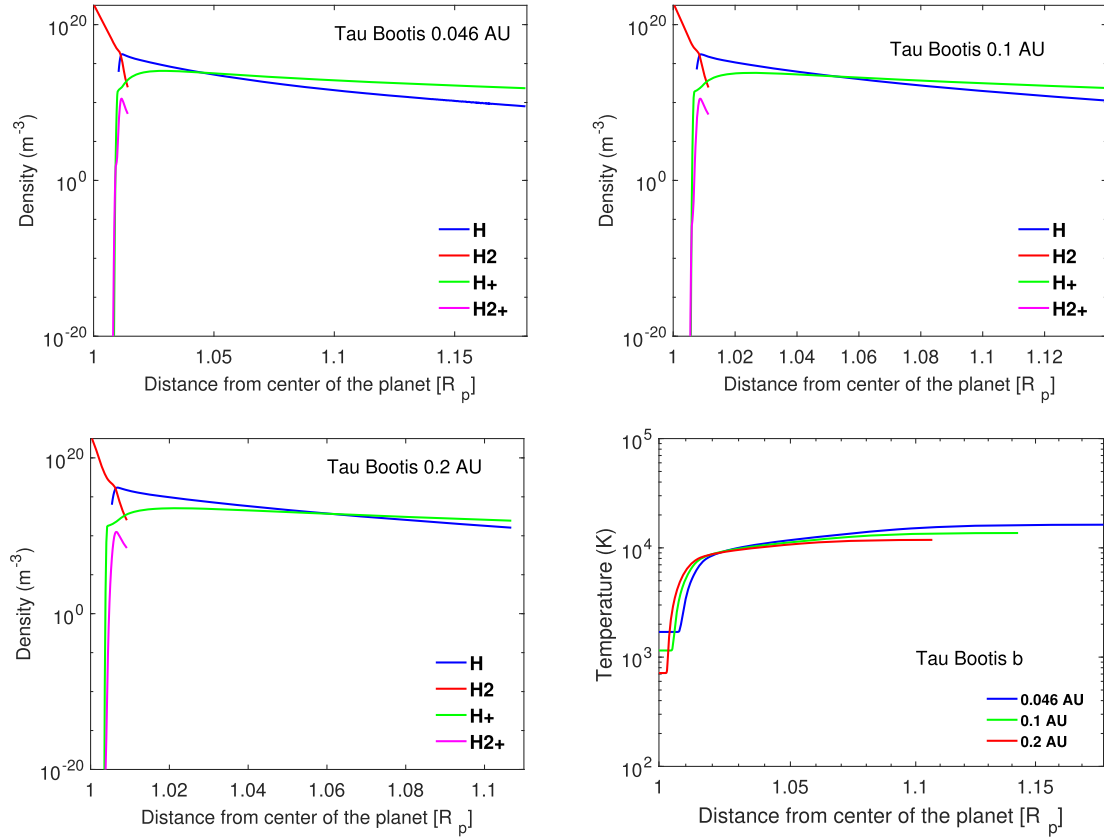 Tau Bootis 0.046 AU
10^20
10^0
10^-20
Density (m^-3)
H
H2
H+
H2+
1 1.05 1.1 1.15
Distance from center of the planet [R_p]
Tau Bootis 0.1 AU
10^20
10^0
10^-20
Density (m^-3)
H
H2
H+
H2+
1 1.02 1.04 1.06 1.08 1.1 1.12
Distance from center of the planet [R_p]
Tau Bootis 0.2 AU
10^20
10^0
10^-20
Density (m^-3)
H
H2
H+
H2+
1 1.02 1.04 1.06 1.08 1.1
Distance from center of the planet [R_p]
10^5
10^4
10^3
10^2
Temperature (K)
Tau Bootis b
0.046 AU
0.1 AU
0.2 AU
1 1.05 1.1 1.15
Distance from center of the planet [R_p]